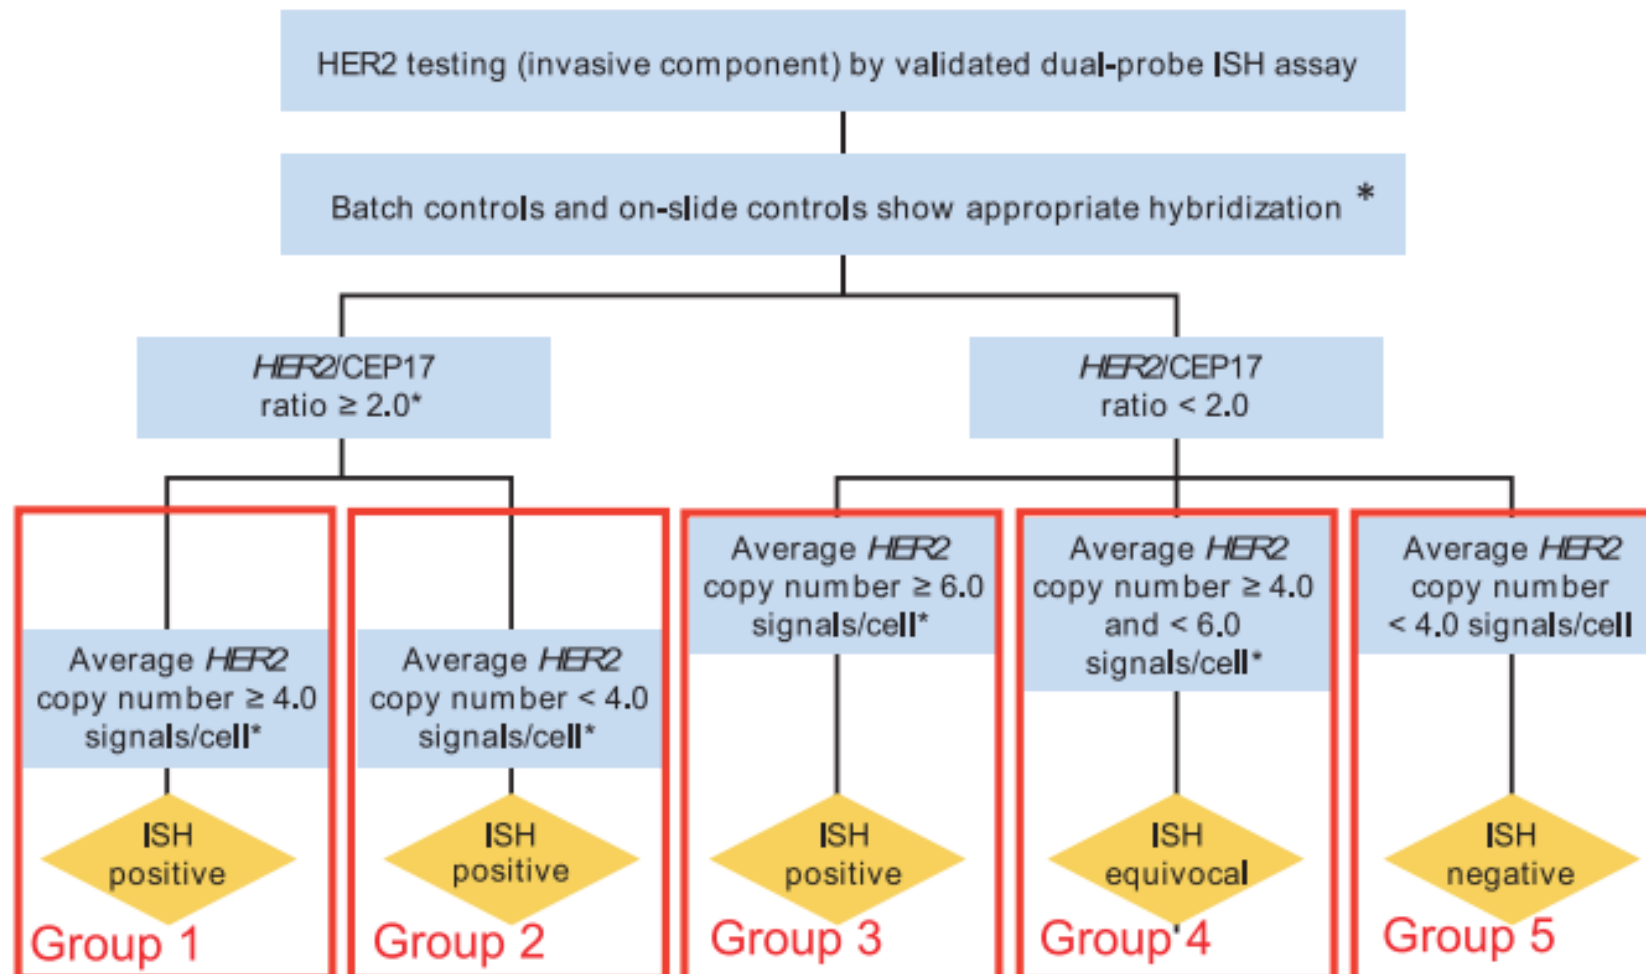 HER2 testing (invasive component) by validated dual-probe ISH assay
Batch controls and on-slide controls show appropriate hybridization *
HER2/CEP17
ratio ≥ 2.0*
HER2/CEP17
ratio < 2.0
Average HER2
copy number ≥ 4.0
signals/cell*
ISH
positive
Group 1
Average HER2
copy number < 4.0
signals/cell*
ISH
positive
Group 2
Average HER2
copy number ≥ 6.0
signals/cell*
ISH
positive
Group 3
Average HER2
copy number ≥ 4.0
and < 6.0
signals/cell*
ISH
equivocal
Group 4
Average HER2
copy number
< 4.0 signals/cell
ISH
negative
Group 5